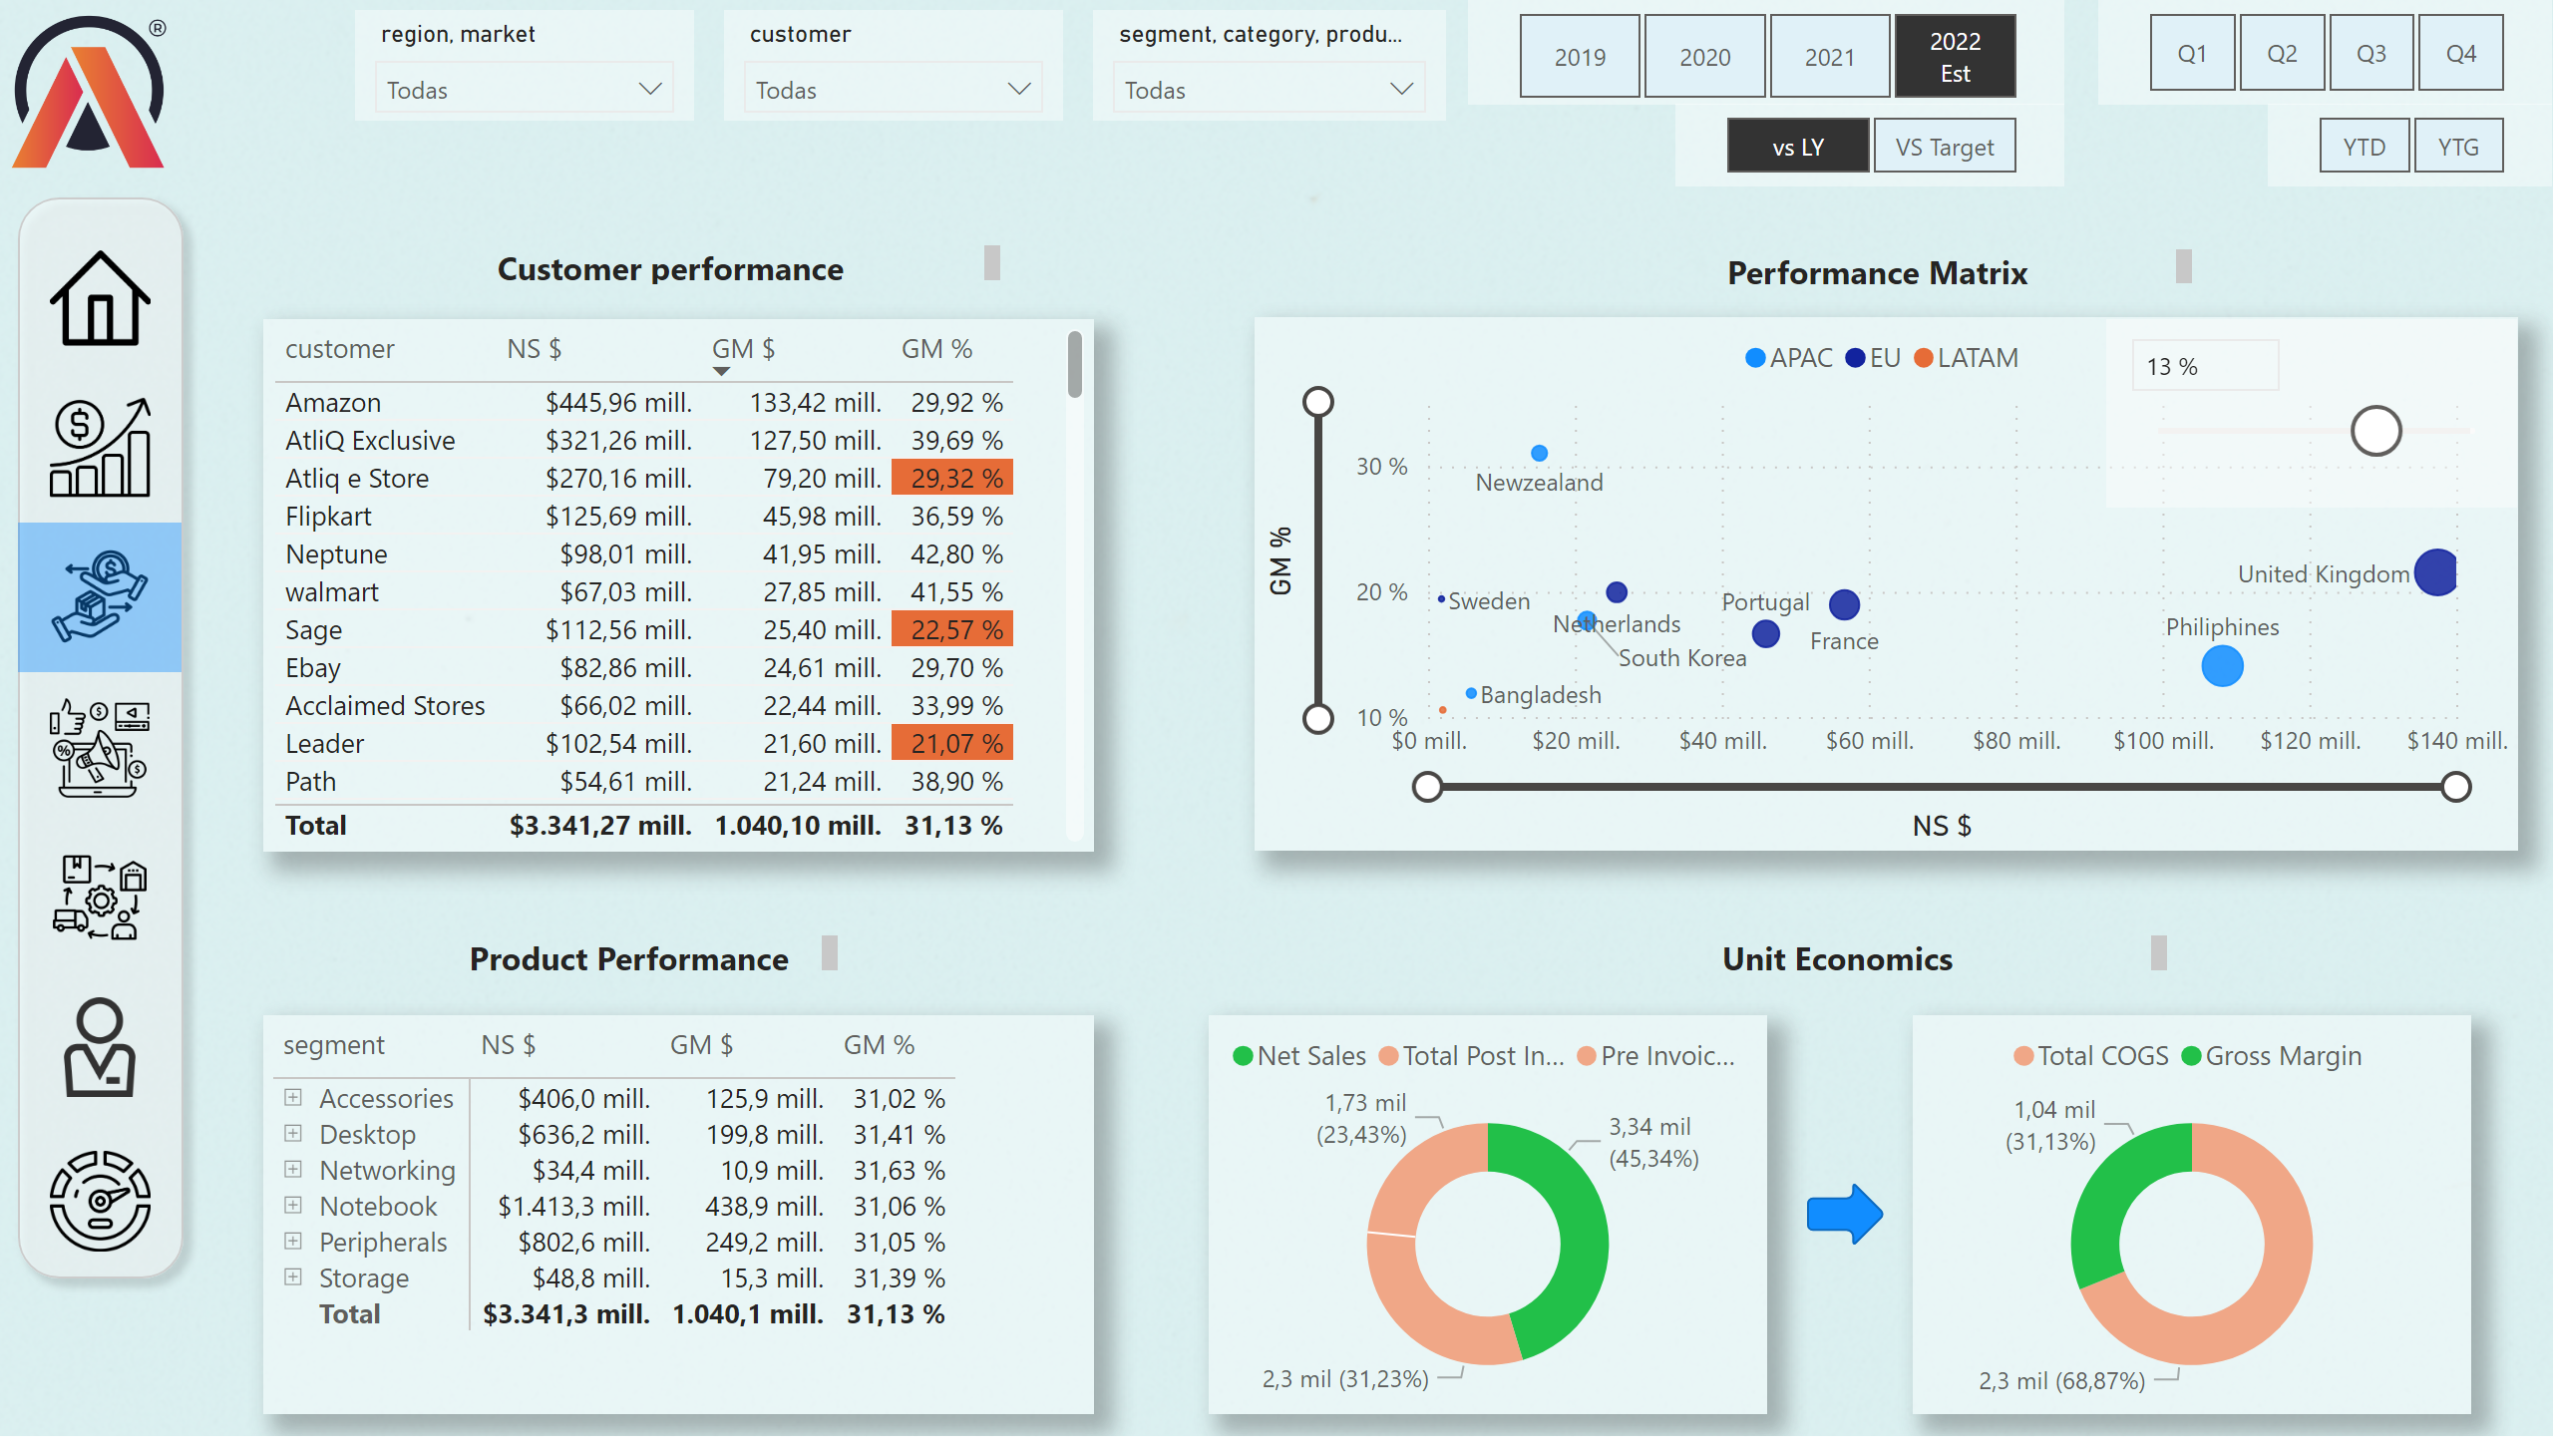 ®
region, market
Todas
customer
Todas
segment, category, produ...
Todas
2019
2020
2021
2022
Est
Q1
Q2
Q3
Q4
vs LY
VS Target
YTD
YTG
Customer performance
customer NS $ GM $ GM %
Amazon $445,96 mill. 133,42 mill. 29,92 %
AtliQ Exclusive $321,26 mill. 127,50 mill. 39,69 %
Atliq e Store $270,16 mill. 79,20 mill. 29,32 %
Flipkart $125,69 mill. 45,98 mill. 36,59 %
Neptune $98,01 mill. 41,95 mill. 42,80 %
walmart $67,03 mill. 27,85 mill. 41,55 %
Sage $112,56 mill. 25,40 mill. 22,57 %
Ebay $82,86 mill. 24,61 mill. 29,70 %
Acclaimed Stores $66,02 mill. 22,44 mill. 33,99 %
Leader $102,54 mill. 21,60 mill. 21,07 %
Path $54,61 mill. 21,24 mill. 38,90 %
Total $3.341,27 mill. 1.040,10 mill. 31,13 %
Performance Matrix
APAC EU LATAM
13 %
GM %
30 %
20 %
10 %
Newzealand
Sweden
Netherlands
South Korea
Bangladesh
Portugal
France
United Kingdom
Philiphines
$0 mill. $20 mill. $40 mill. $60 mill. $80 mill. $100 mill. $120 mill. $140 mill.
NS $
Product Performance
segment NS $ GM $ GM %
Accessories $406,0 mill. 125,9 mill. 31,02 %
Desktop $636,2 mill. 199,8 mill. 31,41 %
Networking $34,4 mill. 10,9 mill. 31,63 %
Notebook $1.413,3 mill. 438,9 mill. 31,06 %
Peripherals $802,6 mill. 249,2 mill. 31,05 %
Storage $48,8 mill. 15,3 mill. 31,39 %
Total $3.341,3 mill. 1.040,1 mill. 31,13 %
Unit Economics
Net Sales Total Post In... Pre Invoic...
1,73 mil
(23,43%)
3,34 mil
(45,34%)
2,3 mil (31,23%)
Total COGS Gross Margin
1,04 mil
(31,13%)
2,3 mil (68,87%)